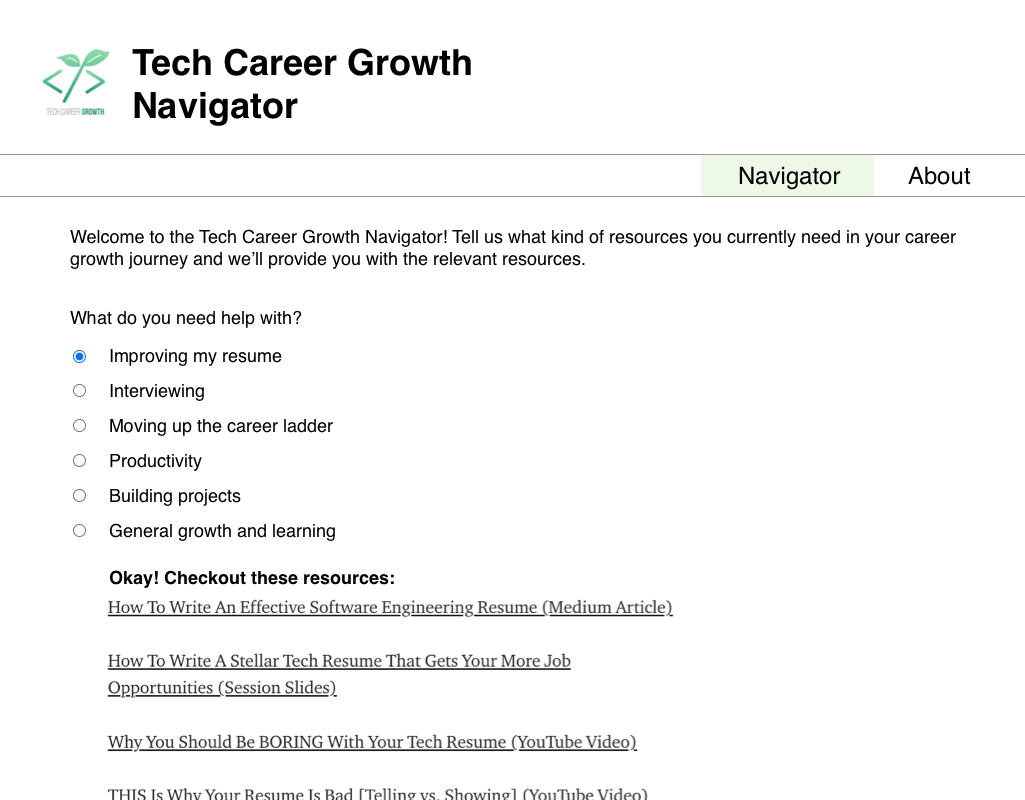 Tech Career Growth
Navigator
TECH CAREER GROWTH
Navigator About
Welcome to the Tech Career Growth Navigator! Tell us what kind of resources you currently need in your career
growth journey and we’ll provide you with the relevant resources.
What do you need help with?
Improving my resume
Interviewing
Moving up the career ladder
Productivity
Building projects
General growth and learning
Okay! Checkout these resources:
How To Write An Effective Software Engineering Resume (Medium Article)
How To Write A Stellar Tech Resume That Gets Your More Job
Opportunities (Session Slides)
Why You Should Be BORING With Your Tech Resume (YouTube Video)
THIS Is Why Your Resume Is Bad [Telling vs. Showing] (YouTube Video)